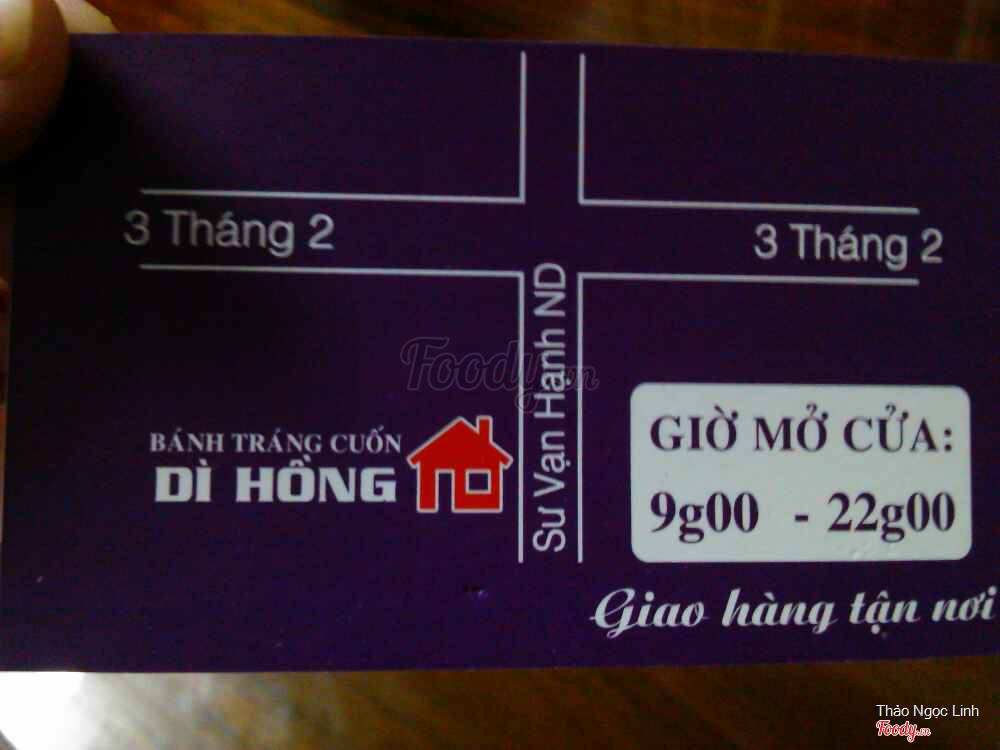 3 Tháng 2
3 Tháng 2
Sư Vạn Hạnh ND
Foody.vn
BÁNH TRÁNG CUỐN
DÌ HỒNG
GIỜ MỞ CỬA:
9g00 - 22g00
Giao hàng tận nơi
Thảo Ngọc Linh
Foody.vn